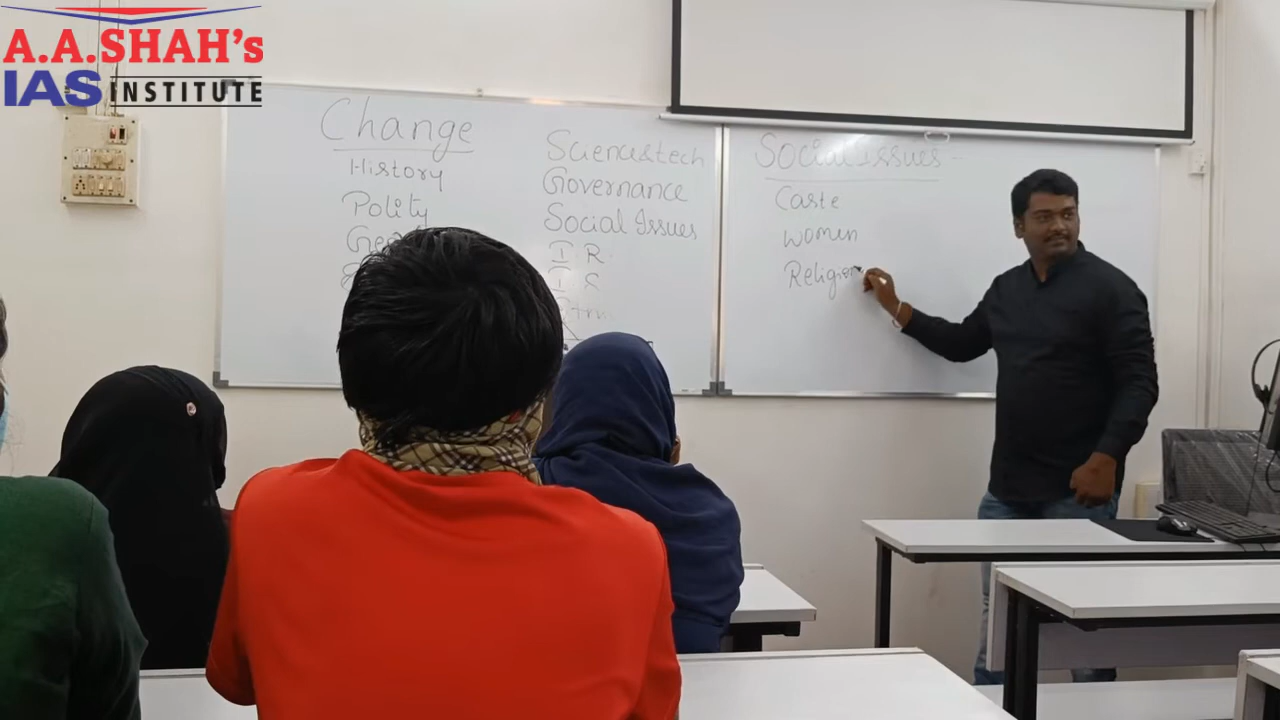 A.A.SHAH's
IAS INSTITUTE
Change
History
Polity
Science&tech
Governance
Social Issues
I R
Social Issues
Caste
Women
Religion